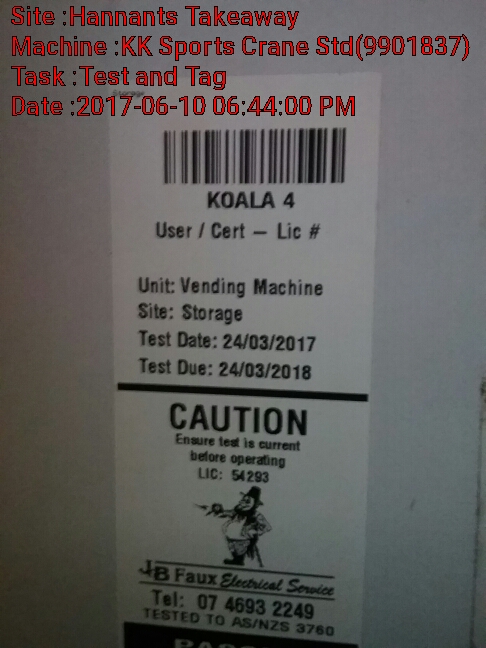 Site :Hannants Takeaway
Machine :KK Sports Crane Std(9901837)
Task :Test and Tag
Date :2017-06-10 06:44:00 PM
Storage
KOALA 4
User / Cert – Lic #
Unit: Vending Machine
Site: Storage
Test Date: 24/03/2017
Test Due: 24/03/2018
CAUTION
Ensure test is current
before operating
LIC: 54293
JB Faux Electrical Service
Tel: 07 4693 2249
TESTED TO AS/NZS 3760